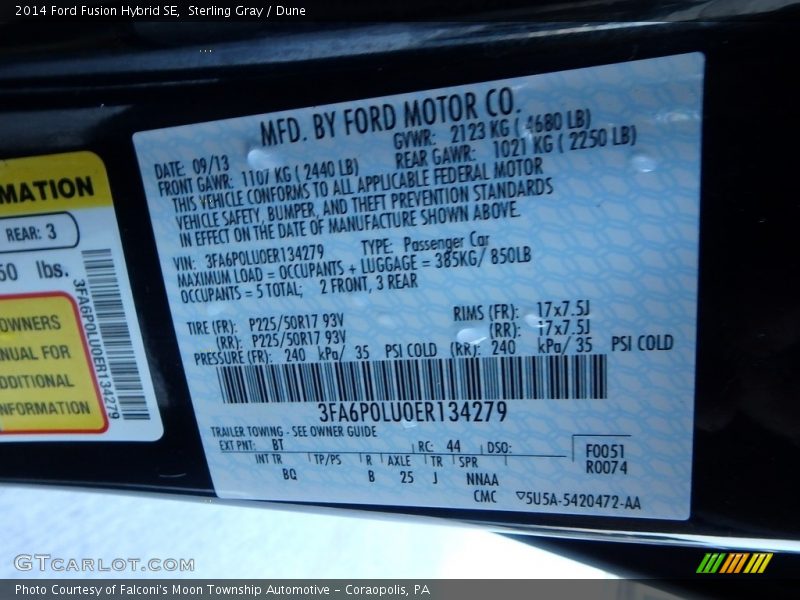 2014 Ford Fusion Hybrid SE,  Sterling Gray / Dune
MATION
REAR: 3
lbs.
OWNERS
NUAL FOR
DDITIONAL
NFORMATION
3FA6P0LU0ER134279
MFD. BY FORD MOTOR CO.
DATE: 09/13
GVWR: 2123 KG ( 4680 LB)
FRONT GAWR: 1107 KG ( 2440 LB)
REAR GAWR: 1021 KG ( 2250 LB)
THIS VEHICLE CONFORMS TO ALL APPLICABLE FEDERAL MOTOR
VEHICLE SAFETY, BUMPER, AND THEFT PREVENTION STANDARDS
IN EFFECT ON THE DATE OF MANUFACTURE SHOWN ABOVE.
VIN: 3FA6P0LU0ER134279 TYPE: Passenger Car
MAXIMUM LOAD = OCCUPANTS + LUGGAGE = 385KG/ 850LB
OCCUPANTS = 5 TOTAL; 2 FRONT, 3 REAR
TIRE (FR): P225/50R17 93V RIMS (FR): 17x7.5J
(RR): P225/50R17 93V (RR): 17x7.5J
PRESSURE (FR): 240 kPa/ 35 PSI COLD (RR): 240 kPa/ 35 PSI COLD
3FA6P0LU0ER134279
TRAILER TOWING - SEE OWNER GUIDE
EXT PNT: BT RC: 44 DSO:
F0051
R0074
INT TR TP/PS R AXLE TR SPR
BQ B 25 J NNAA
CMC 5U5A-5420472-AA
GTCARLOT.COM
Photo Courtesy of Falconi's Moon Township Automotive - Coraopolis, PA